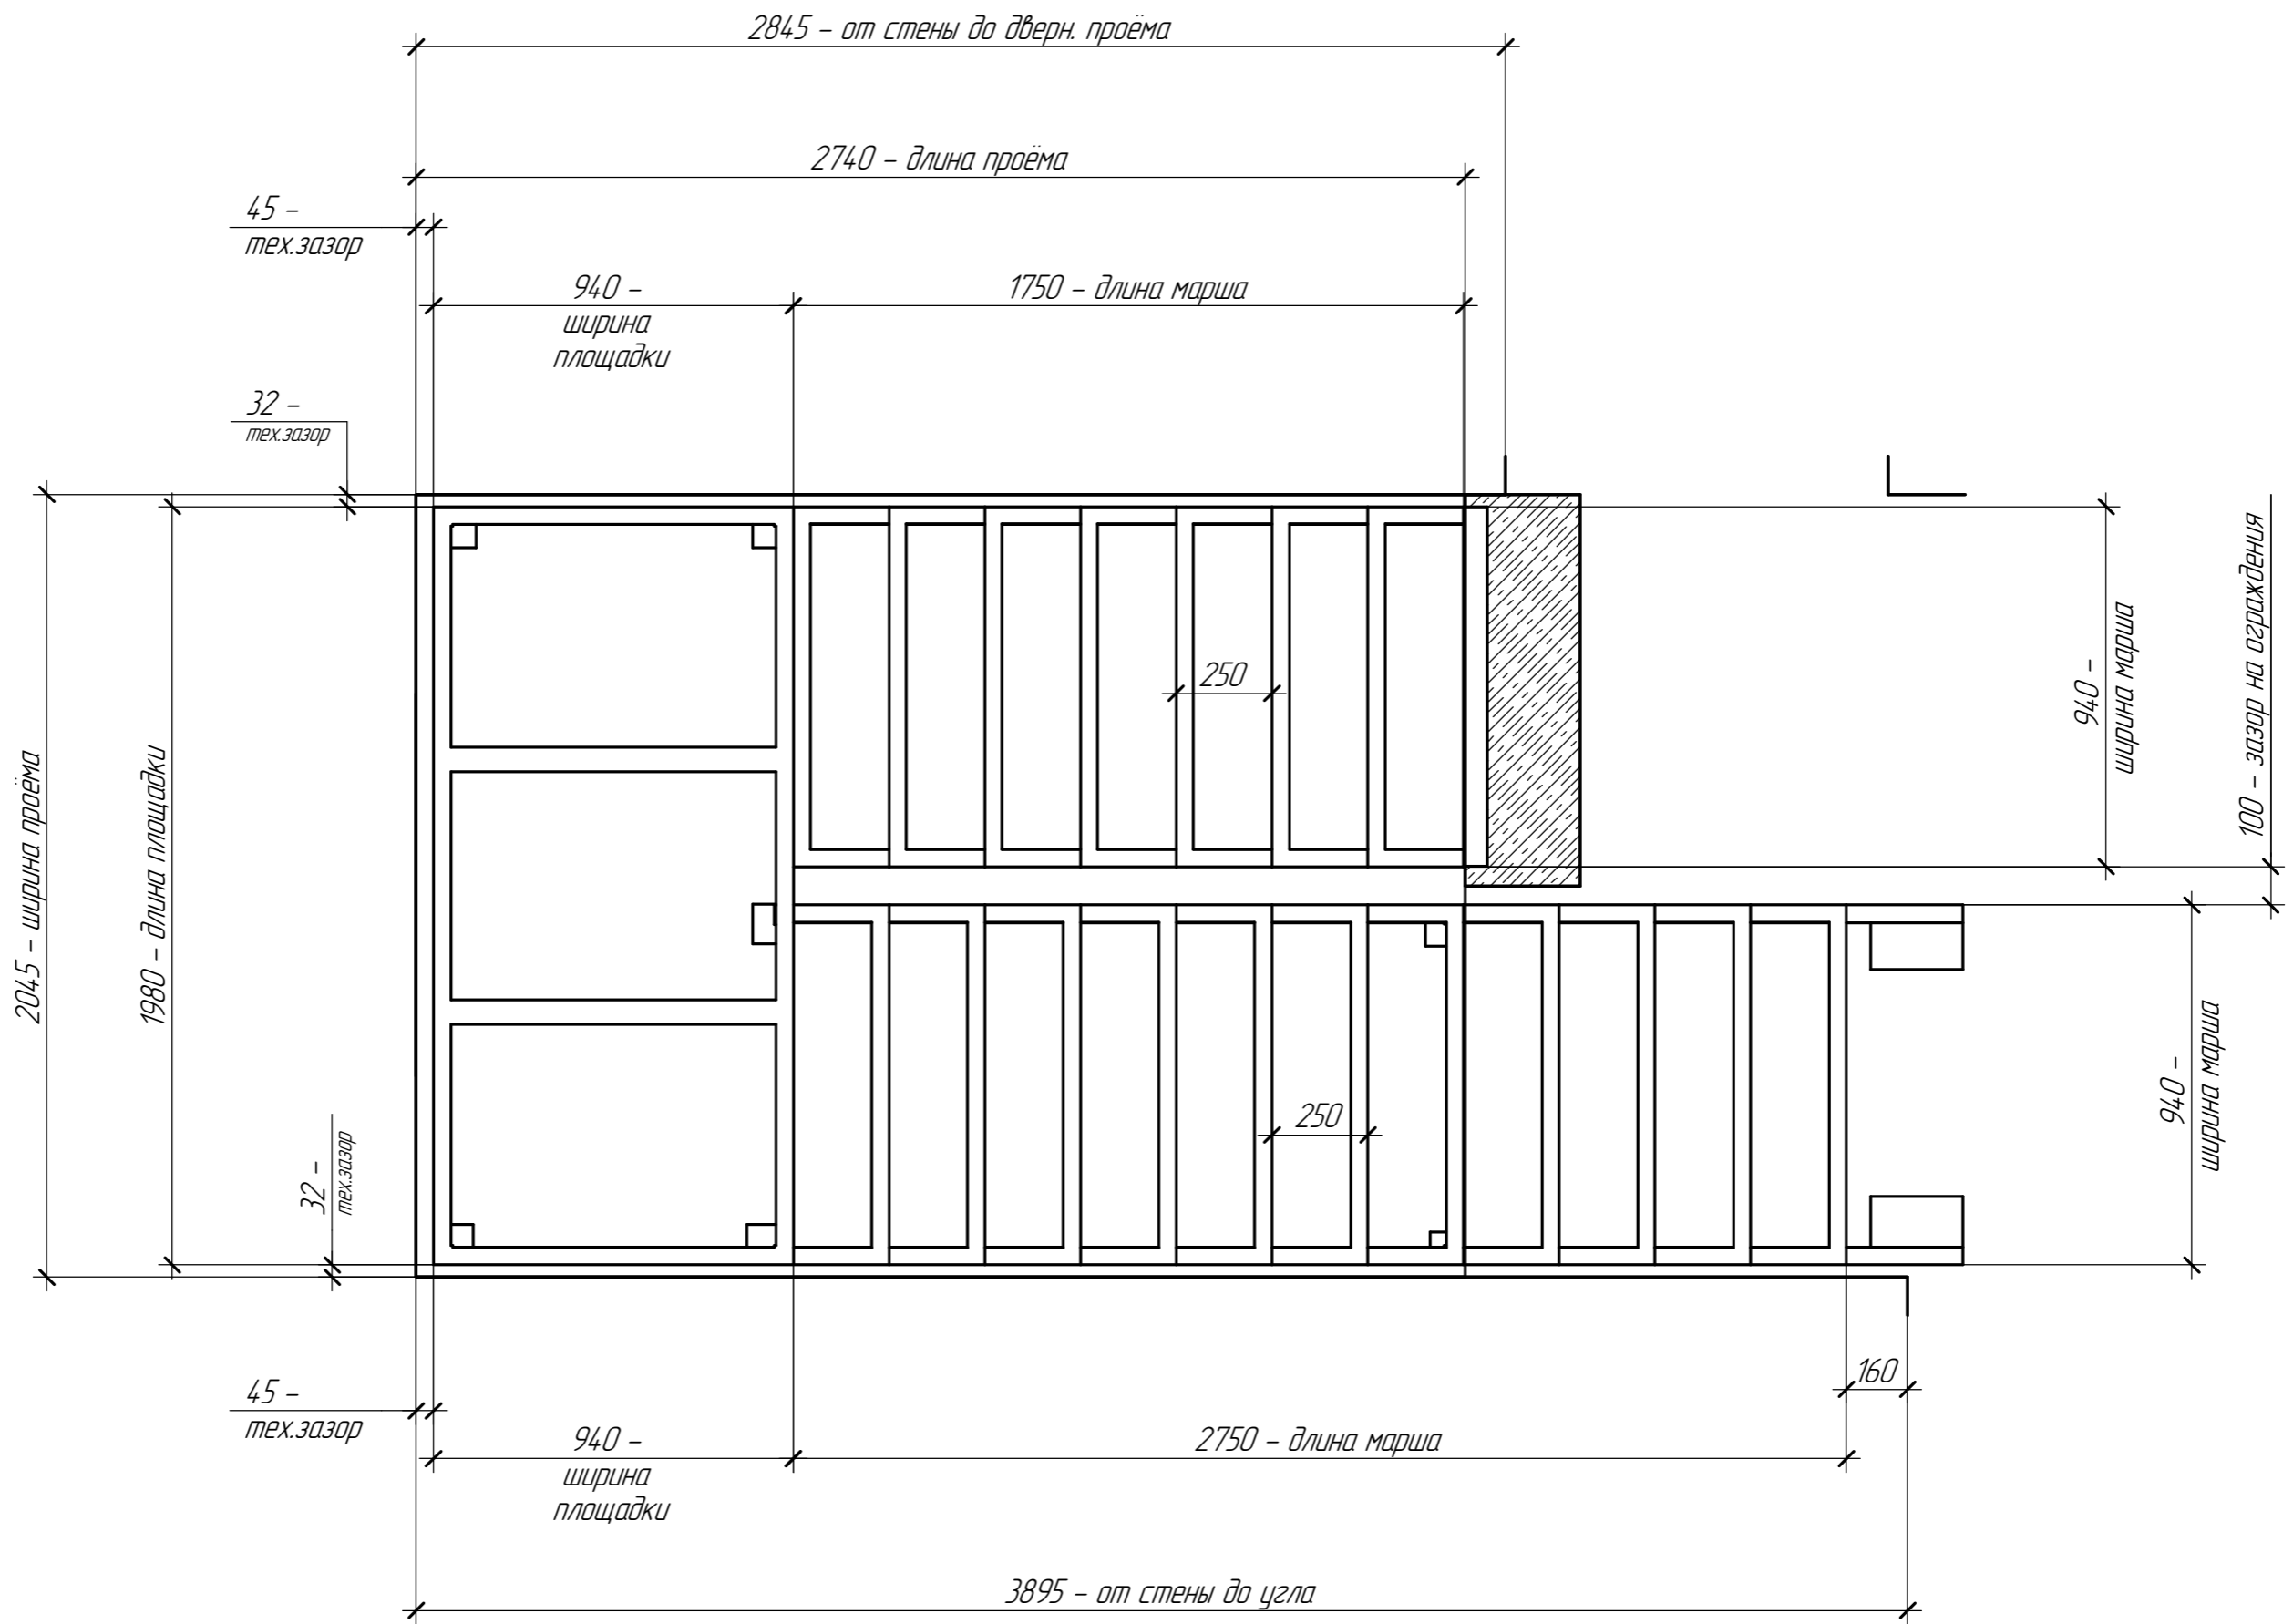 2845 – от стены до дверн. проёма
2740 – длина проёма
45 –
тех.зазор
940 –
ширина
площадки
1750 – длина марша
32 –
тех.зазор
250
940 –
ширина марша
100 – зазор на ограждения
2045 – ширина проёма
1980 – длина площадки
250
940 –
ширина марша
32 –
тех.зазор
160
45 –
тех.зазор
940 –
ширина
площадки
2750 – длина марша
3895 – от стены до угла